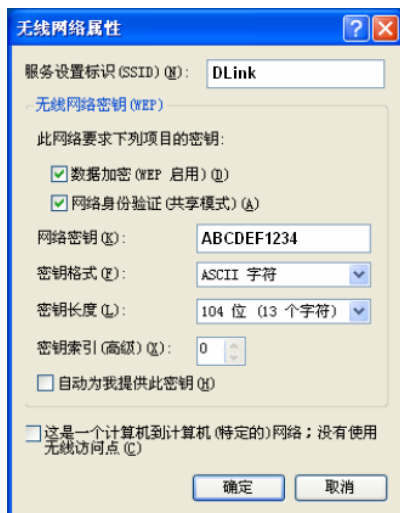 无线网络属性
服务设置标识(SSID)(N): DLink
无线网络密钥(WEP)
此网络要求下列项目的密钥:
数据加密(WEP 启用)(D)
网络身份验证(共享模式)(A)
网络密钥(K): ABCDEF1234
密钥格式(F): ASCII 字符
密钥长度(L): 104 位 (13 个字符)
密钥索引(高级)(X): 0
自动为我提供此密钥(H)
这是一个计算机到计算机(特定的)网络;没有使用
无线访问点(C)
确定 取消